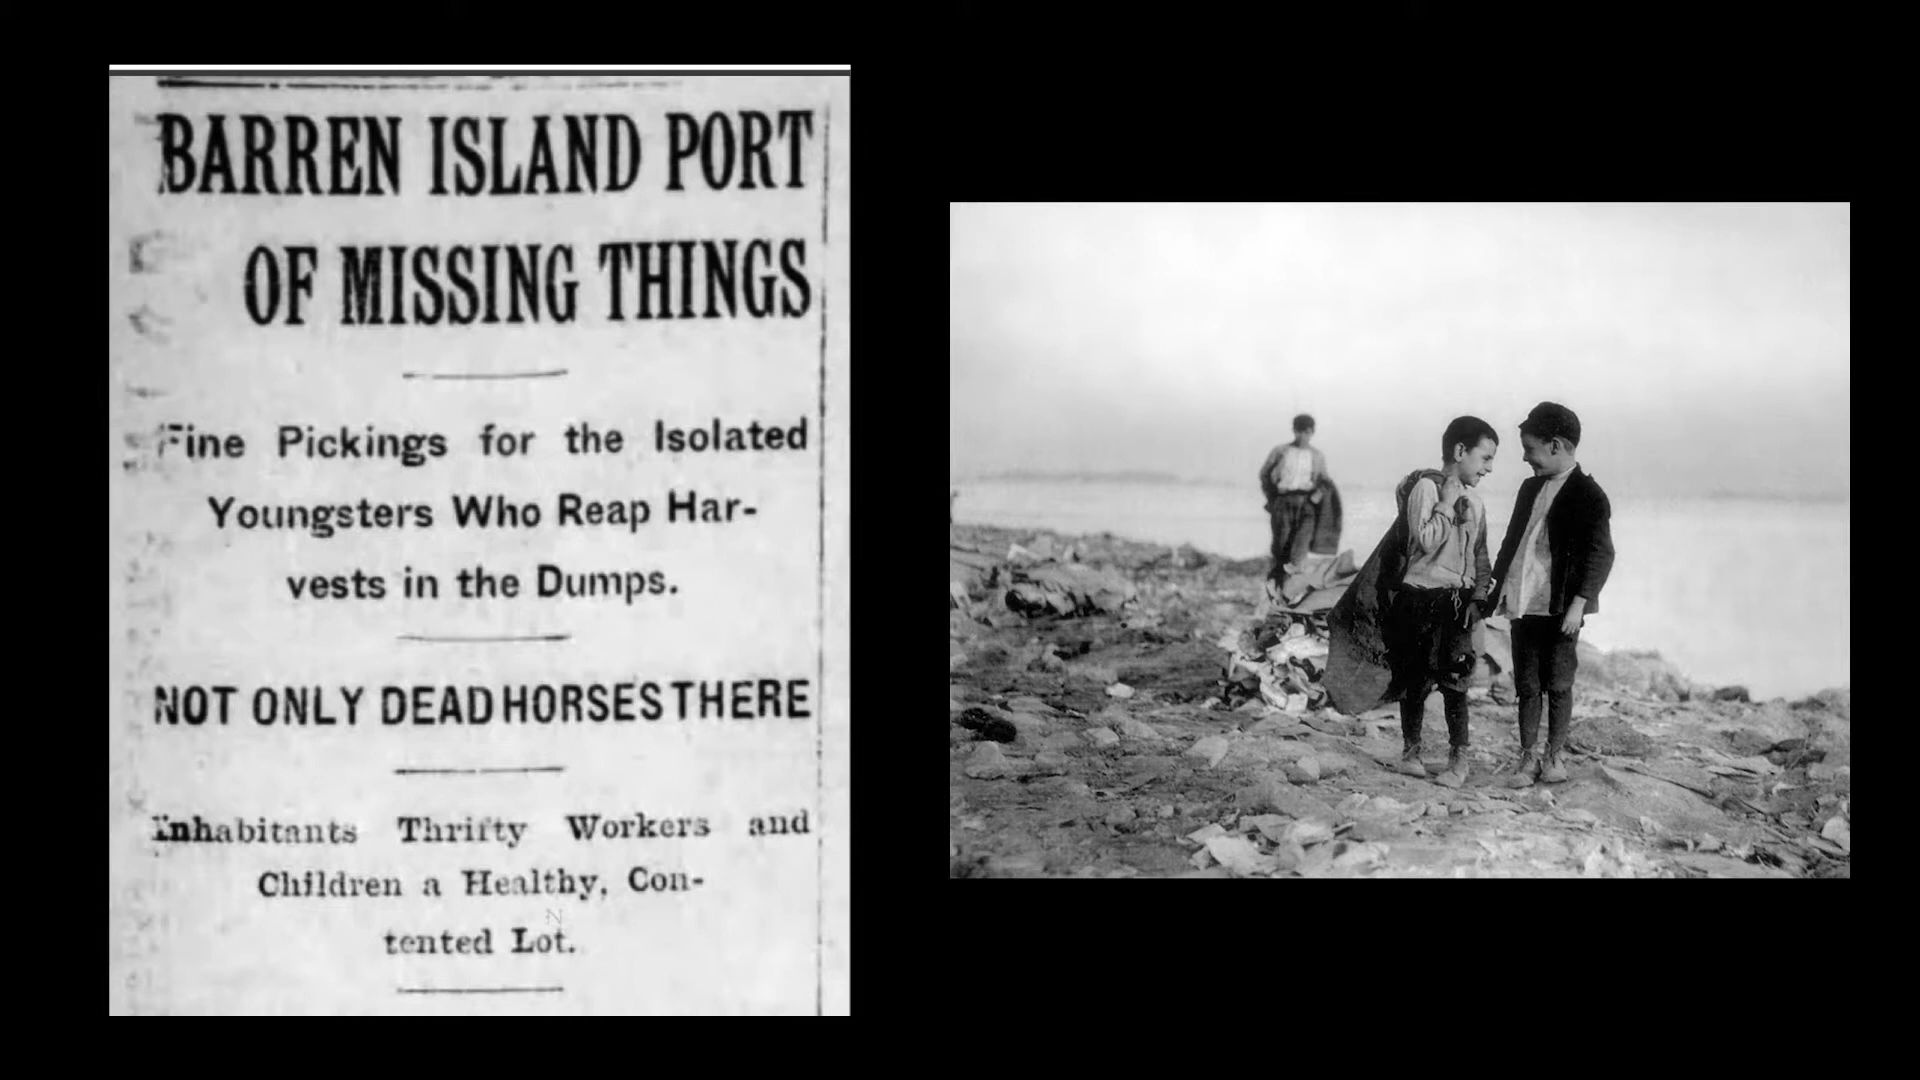 BARREN ISLAND PORT
OF MISSING THINGS
Fine Pickings for the Isolated
Youngsters Who Reap Har-
vests in the Dumps.
NOT ONLY DEAD HORSES THERE
Inhabitants Thrifty Workers and
Children a Healthy, Con-
tented Lot.